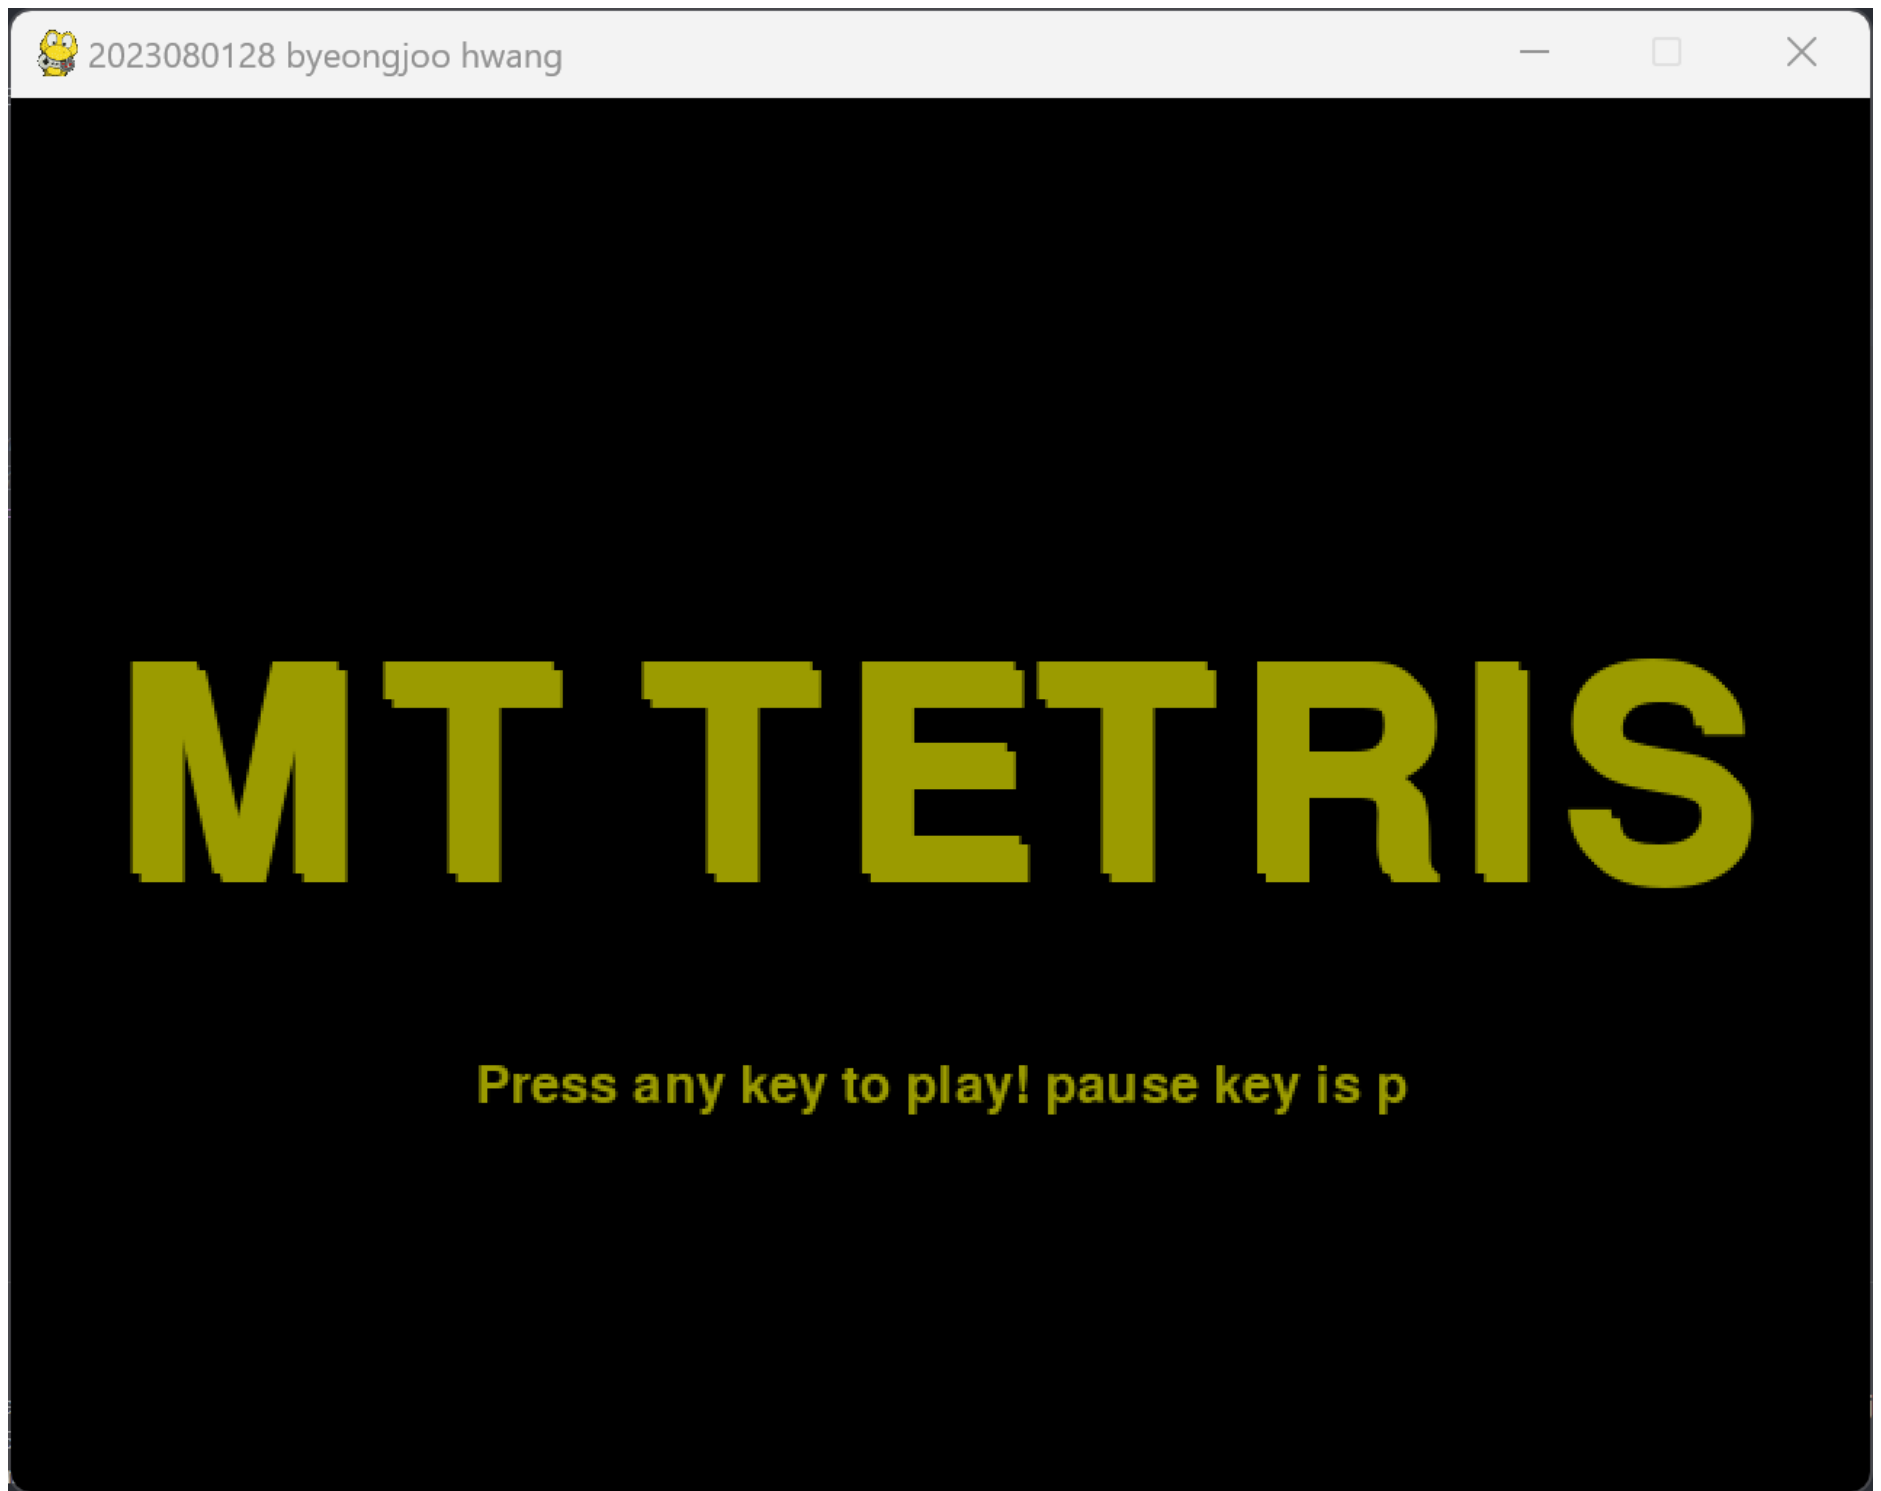 2023080128 byeongjoo hwang
MT TETRIS
Press any key to play! pause key is p